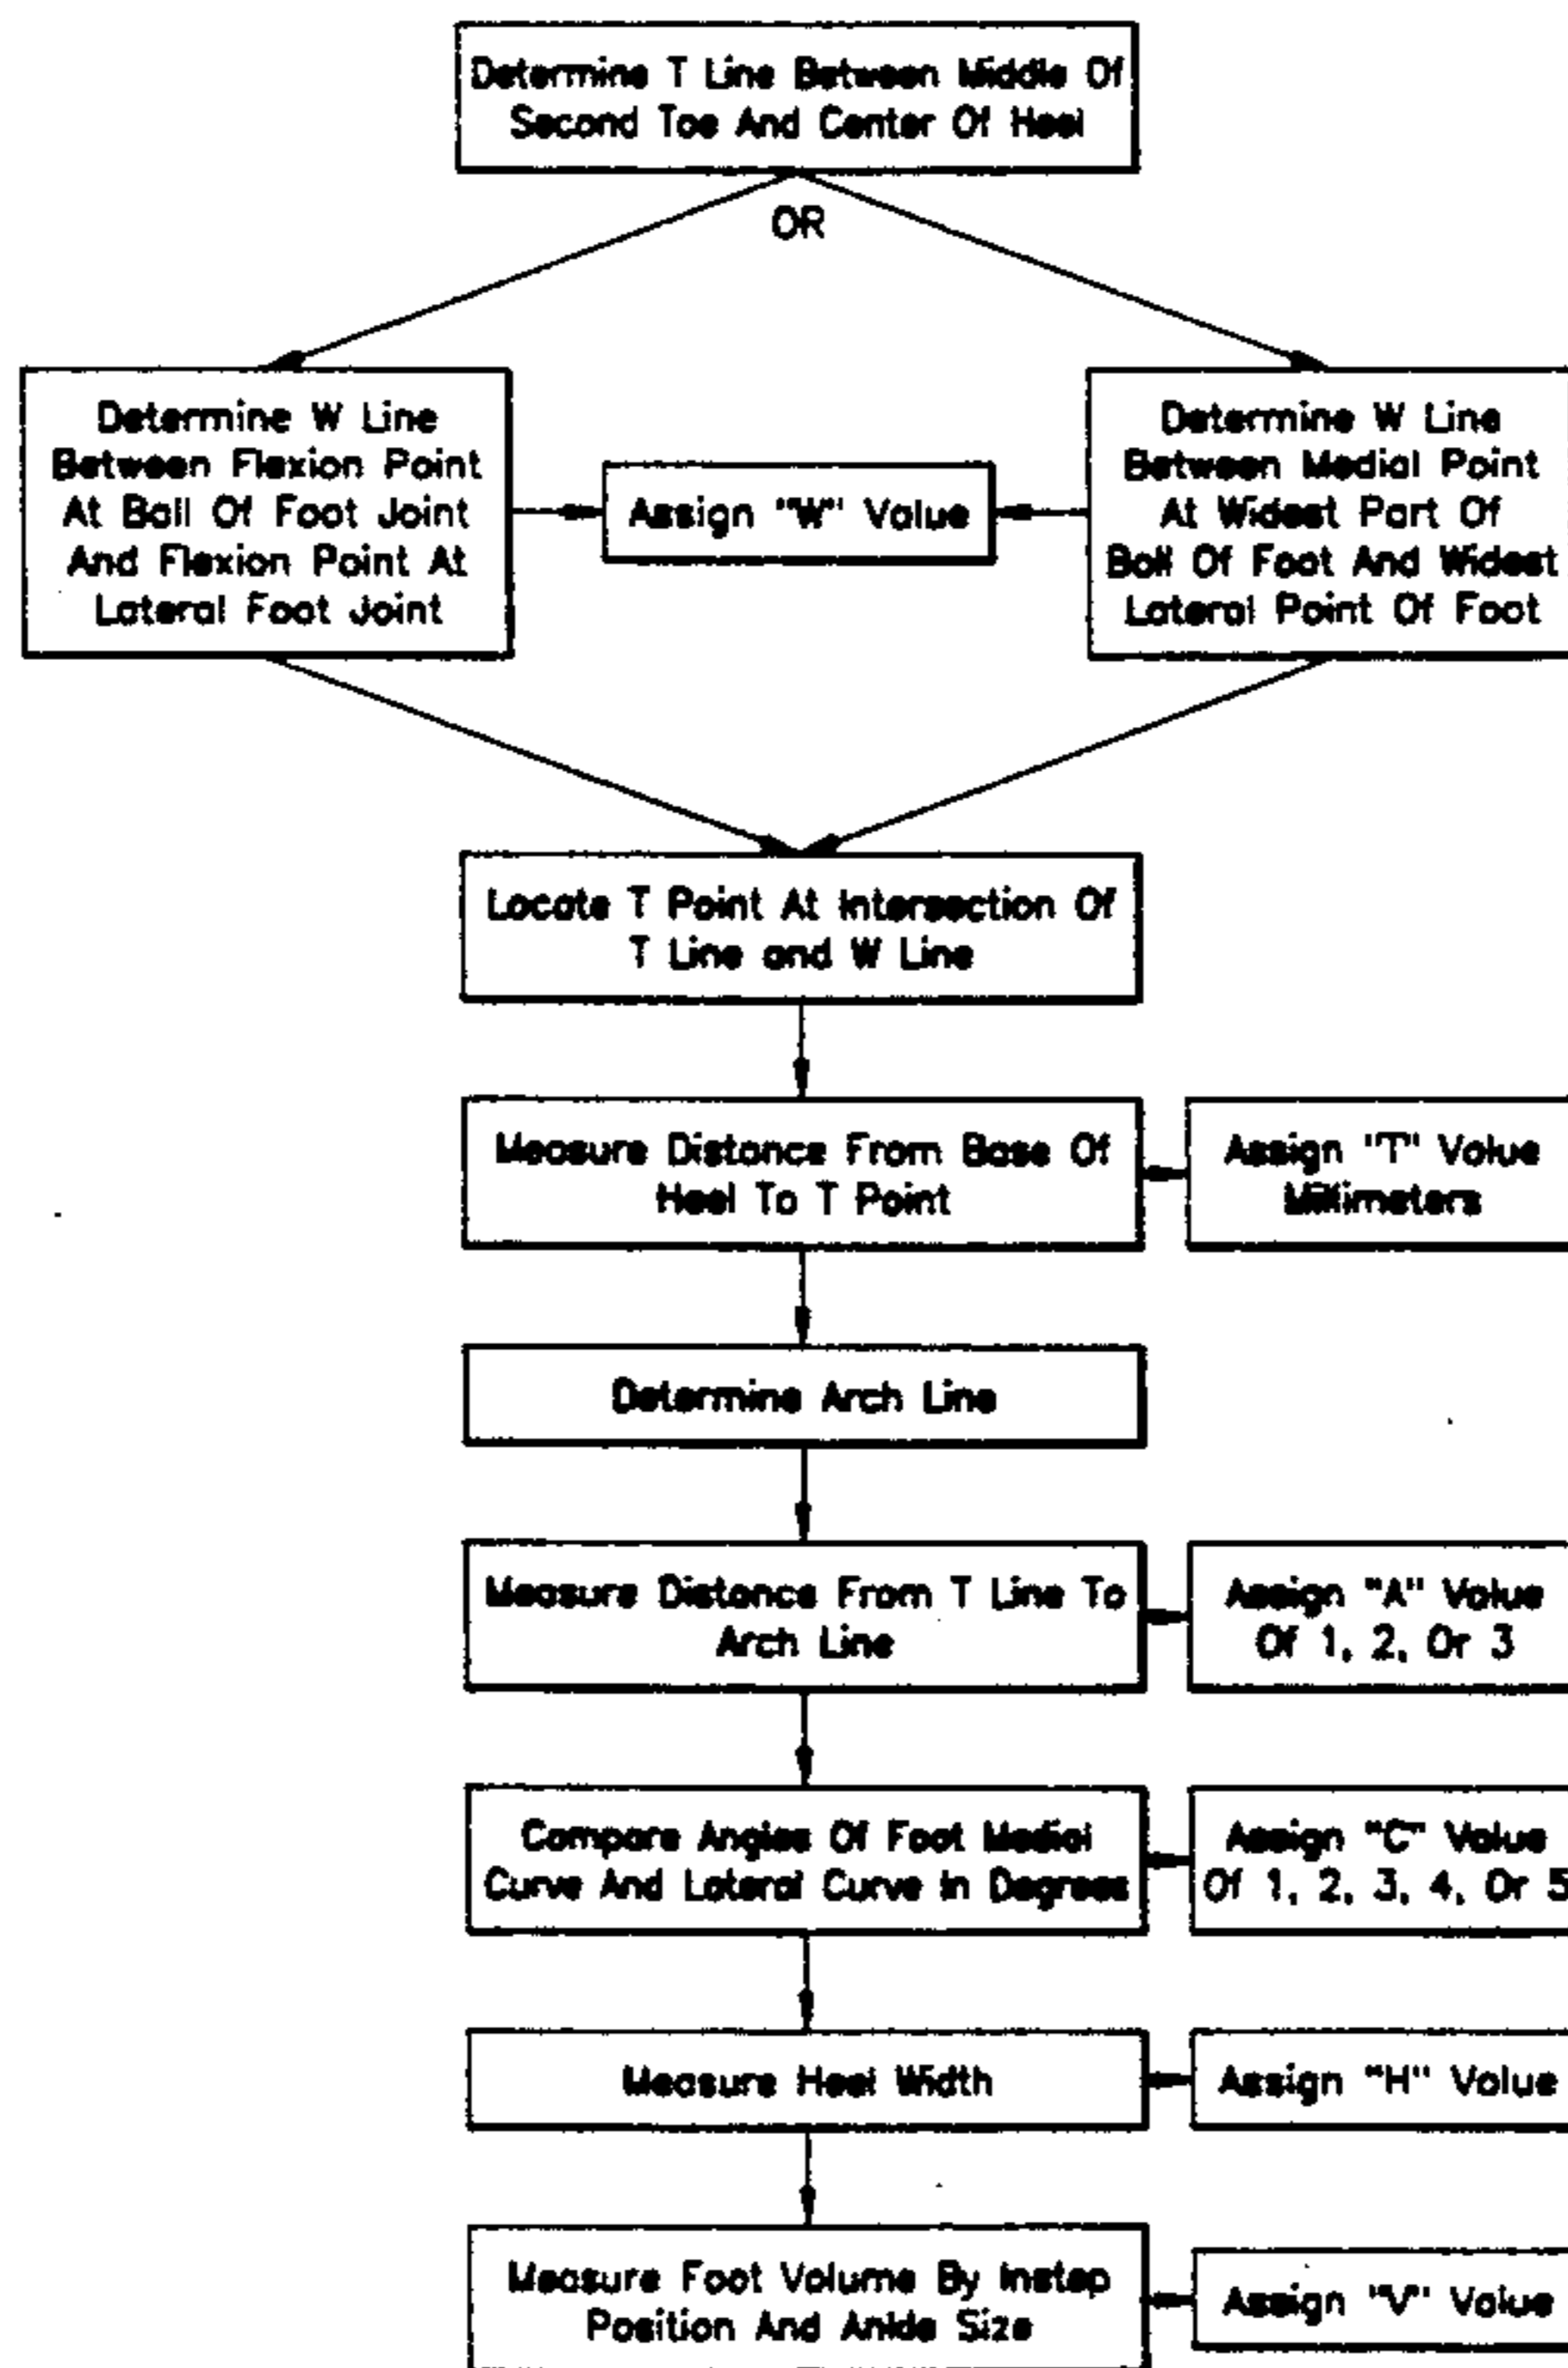 Determine T Line Between Middle Of
Second Toe And Center Of Heel
OR
Determine W Line
Between Flexion Point
At Ball Of Foot Joint
And Flexion Point At
Lateral Foot Joint
Assign "W" Value
Determine W Line
Between Medial Point
At Widest Part Of
Ball Of Foot And Widest
Lateral Point Of Foot
Locate T Point At Intersection Of
T Line and W Line
Measure Distance From Base Of
Heel To T Point
Assign "T" Value
Millimeters
Determine Arch Line
Measure Distance From T Line To
Arch Line
Assign "A" Value
Of 1, 2, Or 3
Compare Angles Of Foot Medial
Curve And Lateral Curve In Degrees
Assign "C" Value
Of 1, 2, 3, 4, Or 5
Measure Heel Width
Assign "H" Value
Measure Foot Volume By Instep
Position And Ankle Size
Assign "V" Value